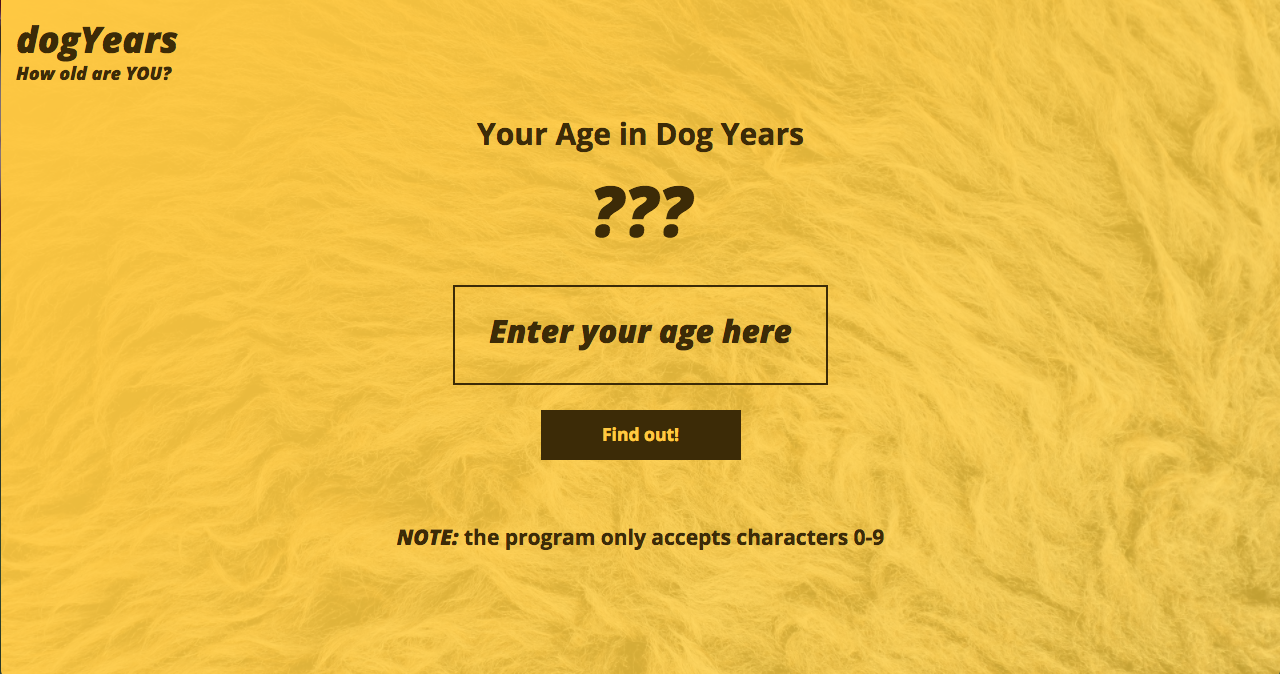 dogYears
How old are YOU?
Your Age in Dog Years
???
Enter your age here
Find out!
NOTE: the program only accepts characters 0-9